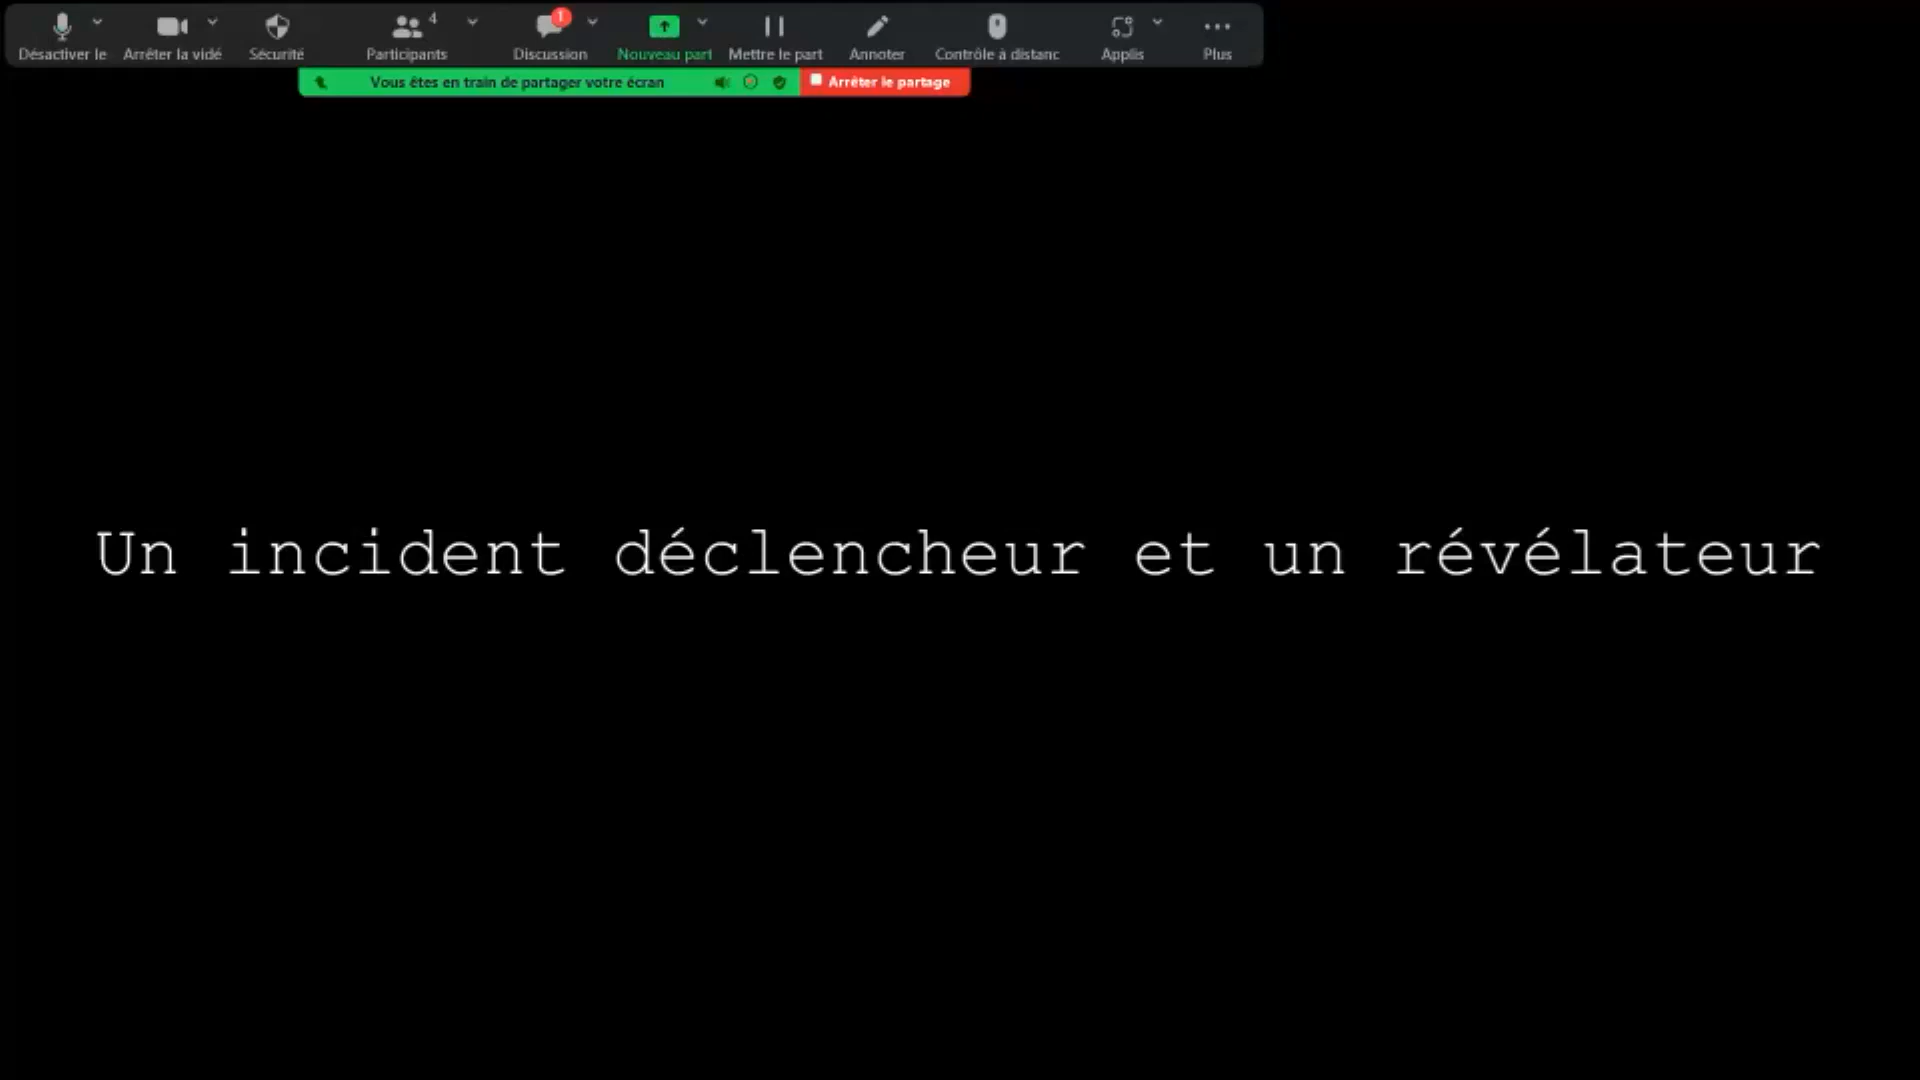 4
1
Désactiver le Arrêter la vidé Sécurité Participants Discussion Nouveau part Mettre le part Annoter Contrôle à distanc Applis Plus
Vous êtes en train de partager votre écran Arrêter le partage
Un incident déclencheur et un révélateur